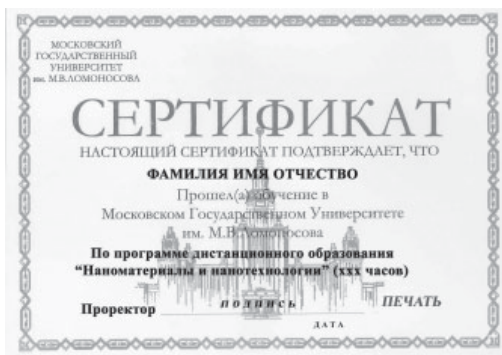 МОСКОВСКИЙ
ГОСУДАРСТВЕННЫЙ
УНИВЕРСИТЕТ
им. М.В.ЛОМОНОСОВА
СЕРТИФИКАТ
НАСТОЯЩИЙ СЕРТИФИКАТ ПОДТВЕРЖДАЕТ, ЧТО
ФАМИЛИЯ ИМЯ ОТЧЕСТВО
Прошел(а) обучение в
Московском Государственном Университете
им. М.В.Ломоносова
По программе дистанционного образования
“Наноматериалы и нанотехнологии” (xxx часов)
Проректор ПОДПИСЬ ПЕЧАТЬ
ДАТА